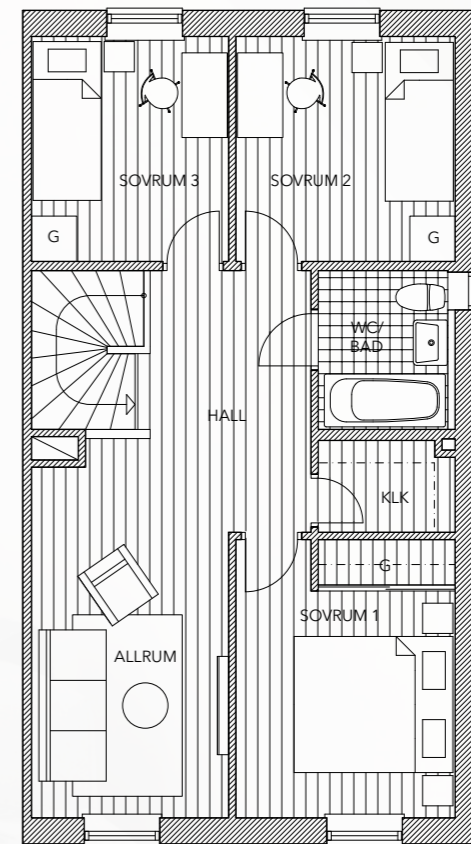 SOVRUM 3
SOVRUM 2
G
G
WC/
BAD
HALL
KLK
G
SOVRUM 1
ALLRUM